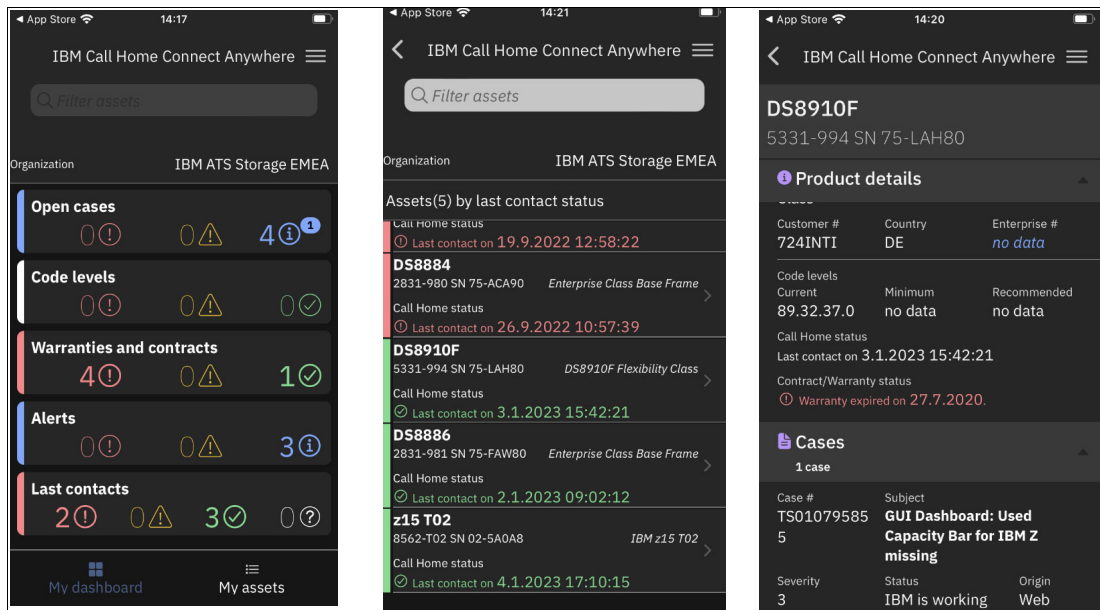 App Store
14:17
IBM Call Home Connect Anywhere
Filter assets
Organization IBM ATS Storage EMEA
Open cases
0 0 4 1
Code levels
0 0 0
Warranties and contracts
4 0 1
Alerts
0 0 3
Last contacts
2 0 3 0
My dashboard My assets
App Store
14:21
IBM Call Home Connect Anywhere
Filter assets
Organization IBM ATS Storage EMEA
Assets(5) by last contact status
Call Home status
Last contact on 19.9.2022 12:58:22
DS8884
2831-980 SN 75-ACA90 Enterprise Class Base Frame
Call Home status
Last contact on 26.9.2022 10:57:39
DS8910F
5331-994 SN 75-LAH80 DS8910F Flexibility Class
Call Home status
Last contact on 3.1.2023 15:42:21
DS8886
2831-981 SN 75-FAW80 Enterprise Class Base Frame
Call Home status
Last contact on 2.1.2023 09:02:12
z15 T02
8562-T02 SN 02-5A0A8 IBM z15 T02
Call Home status
Last contact on 4.1.2023 17:10:15
App Store
14:20
IBM Call Home Connect Anywhere
DS8910F
5331-994 SN 75-LAH80
Product details
Customer # Country Enterprise #
724INTI DE no data
Code levels
Current Minimum Recommended
89.32.37.0 no data no data
Call Home status
Last contact on 3.1.2023 15:42:21
Contract/Warranty status
Warranty expired on 27.7.2020.
Cases
1 case
Case # Subject
TS01079585 GUI Dashboard: Used
5 Capacity Bar for IBM Z
missing
Severity Status Origin
3 IBM is working Web